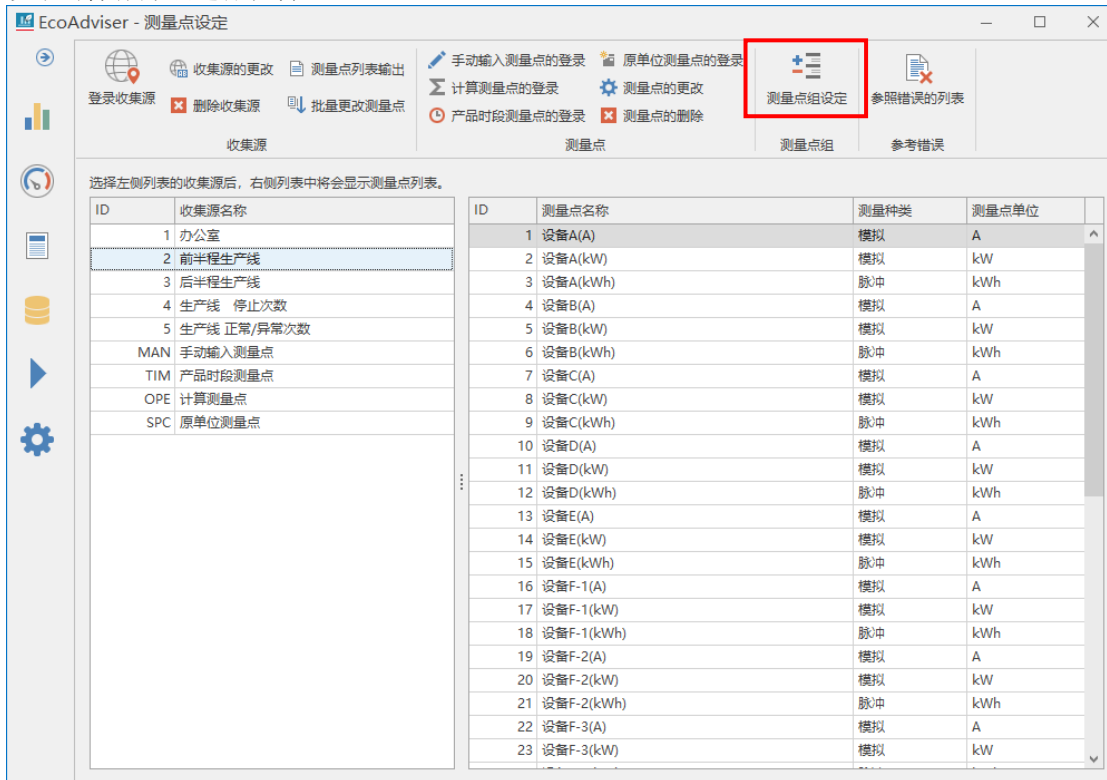 EcoAdviser - 测量点设定
登录收集源
收集源的更改
测量点列表输出
删除收集源
批量更改测量点
收集源
手动输入测量点的登录
原单位测量点的登录
计算测量点的登录
测量点的更改
产品时段测量点的登录
测量点的删除
测量点
测量点组设定
测量点组
参照错误的列表
参考错误
选择左侧列表的收集源后，右侧列表中将会显示测量点列表。
ID 收集源名称
1 办公室
2 前半程生产线
3 后半程生产线
4 生产线 停止次数
5 生产线 正常/异常次数
MAN 手动输入测量点
TIM 产品时段测量点
OPE 计算测量点
SPC 原单位测量点
ID 测量点名称 测量种类 测量点单位
1 设备A(A) 模拟 A
2 设备A(kW) 模拟 kW
3 设备A(kWh) 脉冲 kWh
4 设备B(A) 模拟 A
5 设备B(kW) 模拟 kW
6 设备B(kWh) 脉冲 kWh
7 设备C(A) 模拟 A
8 设备C(kW) 模拟 kW
9 设备C(kWh) 脉冲 kWh
10 设备D(A) 模拟 A
11 设备D(kW) 模拟 kW
12 设备D(kWh) 脉冲 kWh
13 设备E(A) 模拟 A
14 设备E(kW) 模拟 kW
15 设备E(kWh) 脉冲 kWh
16 设备F-1(A) 模拟 A
17 设备F-1(kW) 模拟 kW
18 设备F-1(kWh) 脉冲 kWh
19 设备F-2(A) 模拟 A
20 设备F-2(kW) 模拟 kW
21 设备F-2(kWh) 脉冲 kWh
22 设备F-3(A) 模拟 A
23 设备F-3(kW) 模拟 kW